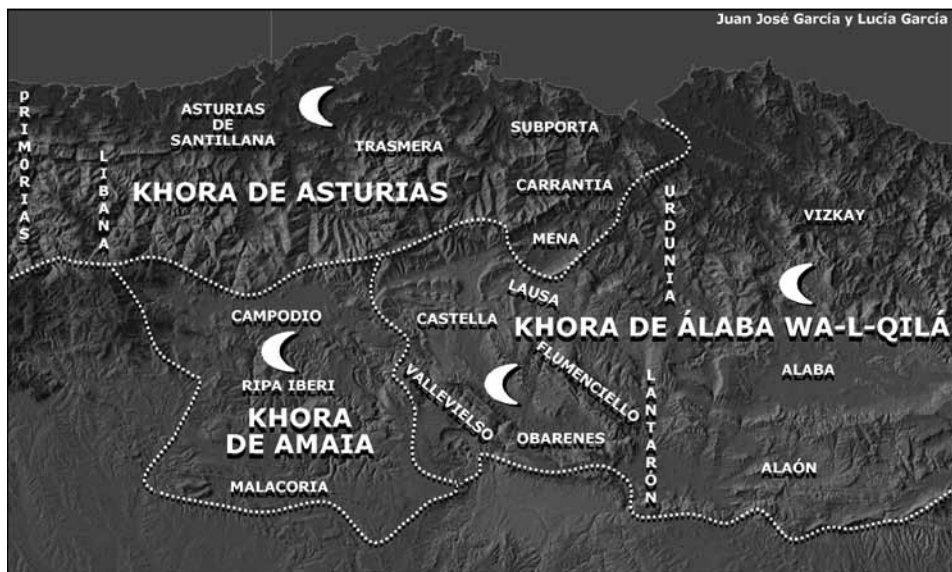 Juan José García y Lucía García
PRIMORIAS
LIBANA
ASTURIAS
DE
SANTILLANA
TRASMERA
SUBPORTA
KHORA DE ASTURIAS
CARRANTIA
MENA
URDUNIA
VIZKAY
LAUSA
CAMPODIO
CASTELLA
KHORA DE ÁLABA WA-L-QILÁ
RIPA IBERI
VALLEVIELSO
FLUMENCIELLO
ALABA
KHORA
DE AMAIA
OBARENES
LANTARÓN
MALACORIA
ALAÓN